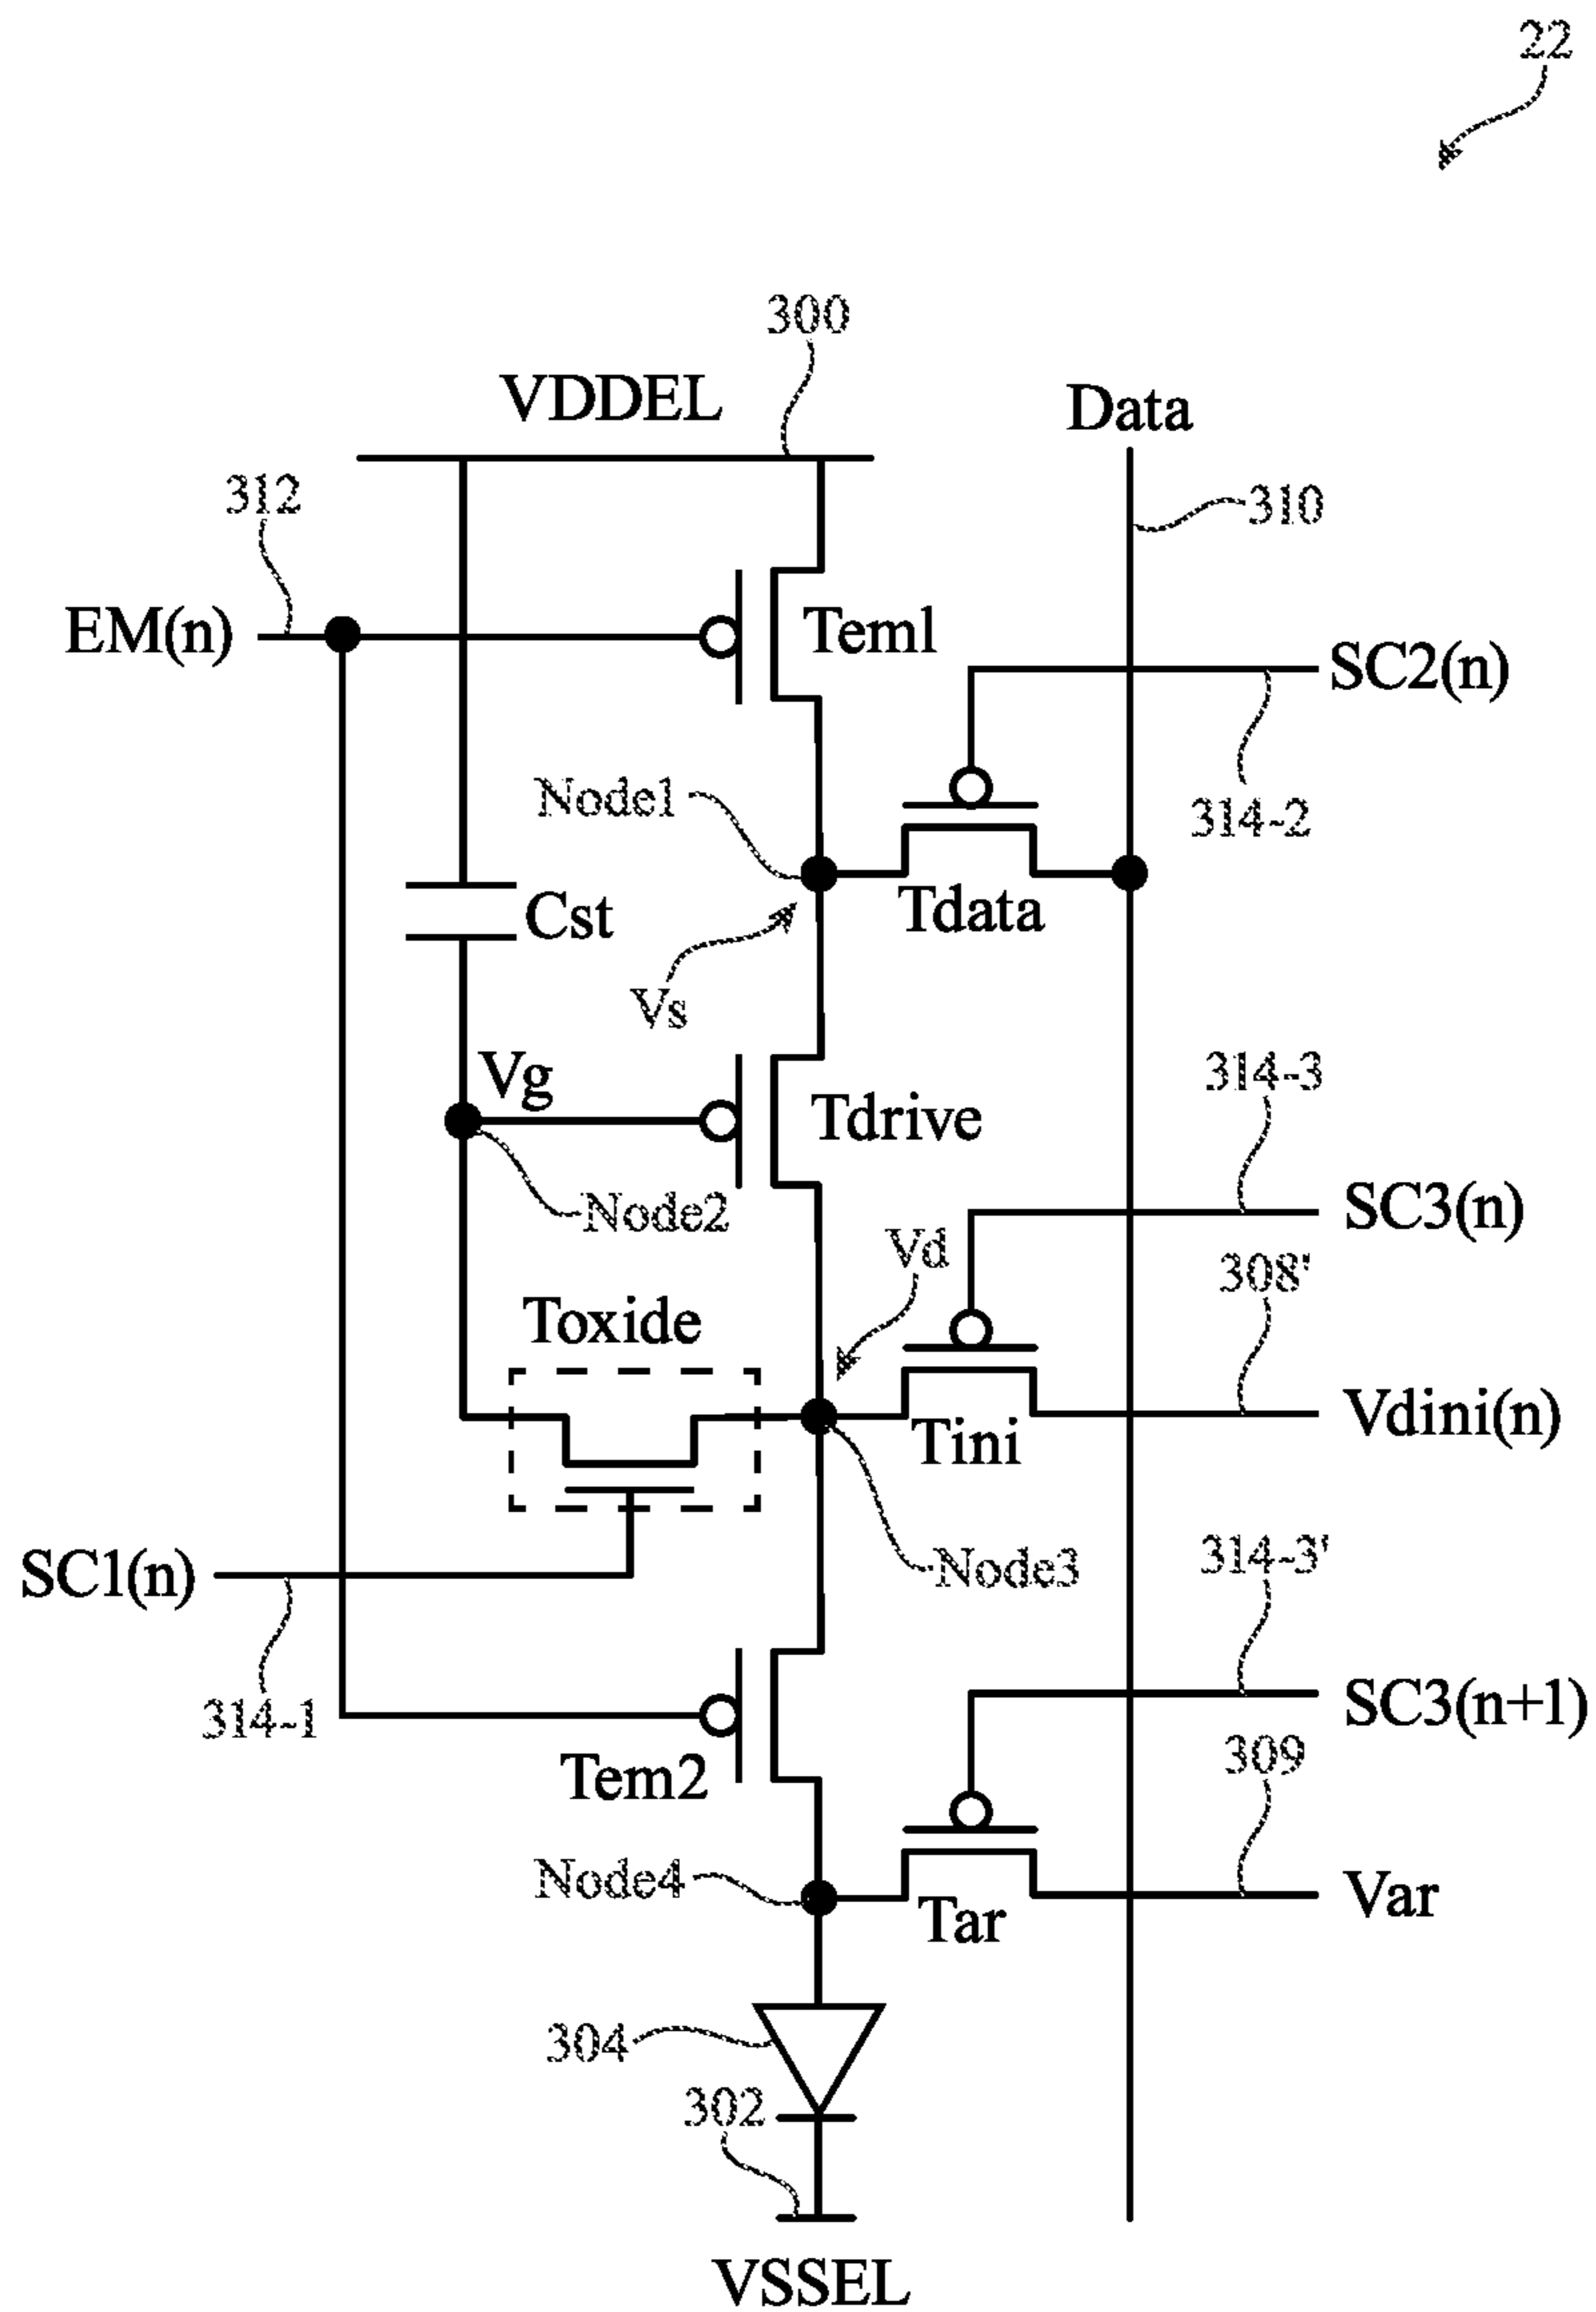 22
300
VDDEL
Data
312
310
EM(n)
Tem1
SC2(n)
Node1
314-2
Cst
Tdata
Vs
Vg
314-3
Tdrive
SC3(n)
Node2
Vd
308'
Toxide
Vdini(n)
Tini
314-3'
SC1(n)
Node3
314-1
SC3(n+1)
309
Tem2
Node4
Var
Tar
304
302
VSSEL